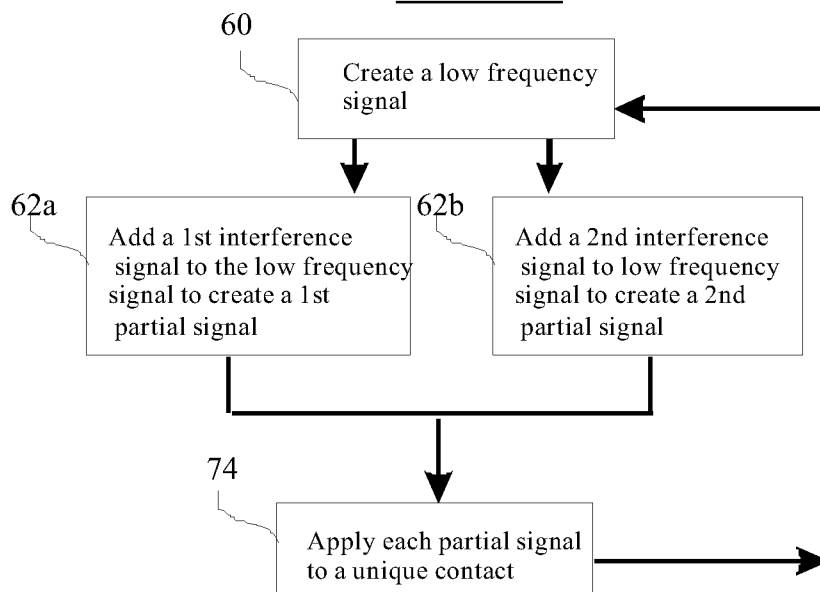 60
Create a low frequency
signal
62a
Add a 1st interference
signal to the low frequency
signal to create a 1st
partial signal
62b
Add a 2nd interference
signal to low frequency
signal to create a 2nd
partial signal
74
Apply each partial signal
to a unique contact